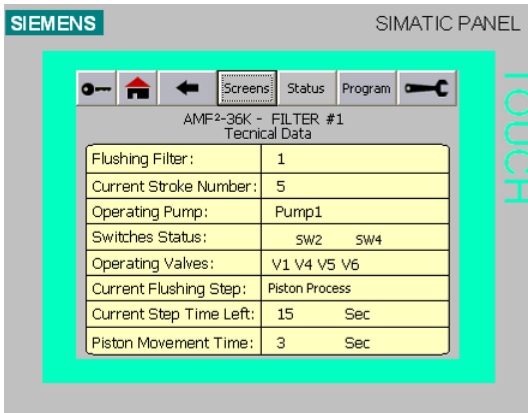 SIEMENS
SIMATIC PANEL
TOUCH
Screens Status Program
AMF²-36K - FILTER #1
Tecnical Data
Flushing Filter: 1
Current Stroke Number: 5
Operating Pump: Pump1
Switches Status: SW2 SW4
Operating Valves: V1 V4 V5 V6
Current Flushing Step: Piston Process
Current Step Time Left: 15 Sec
Piston Movement Time: 3 Sec